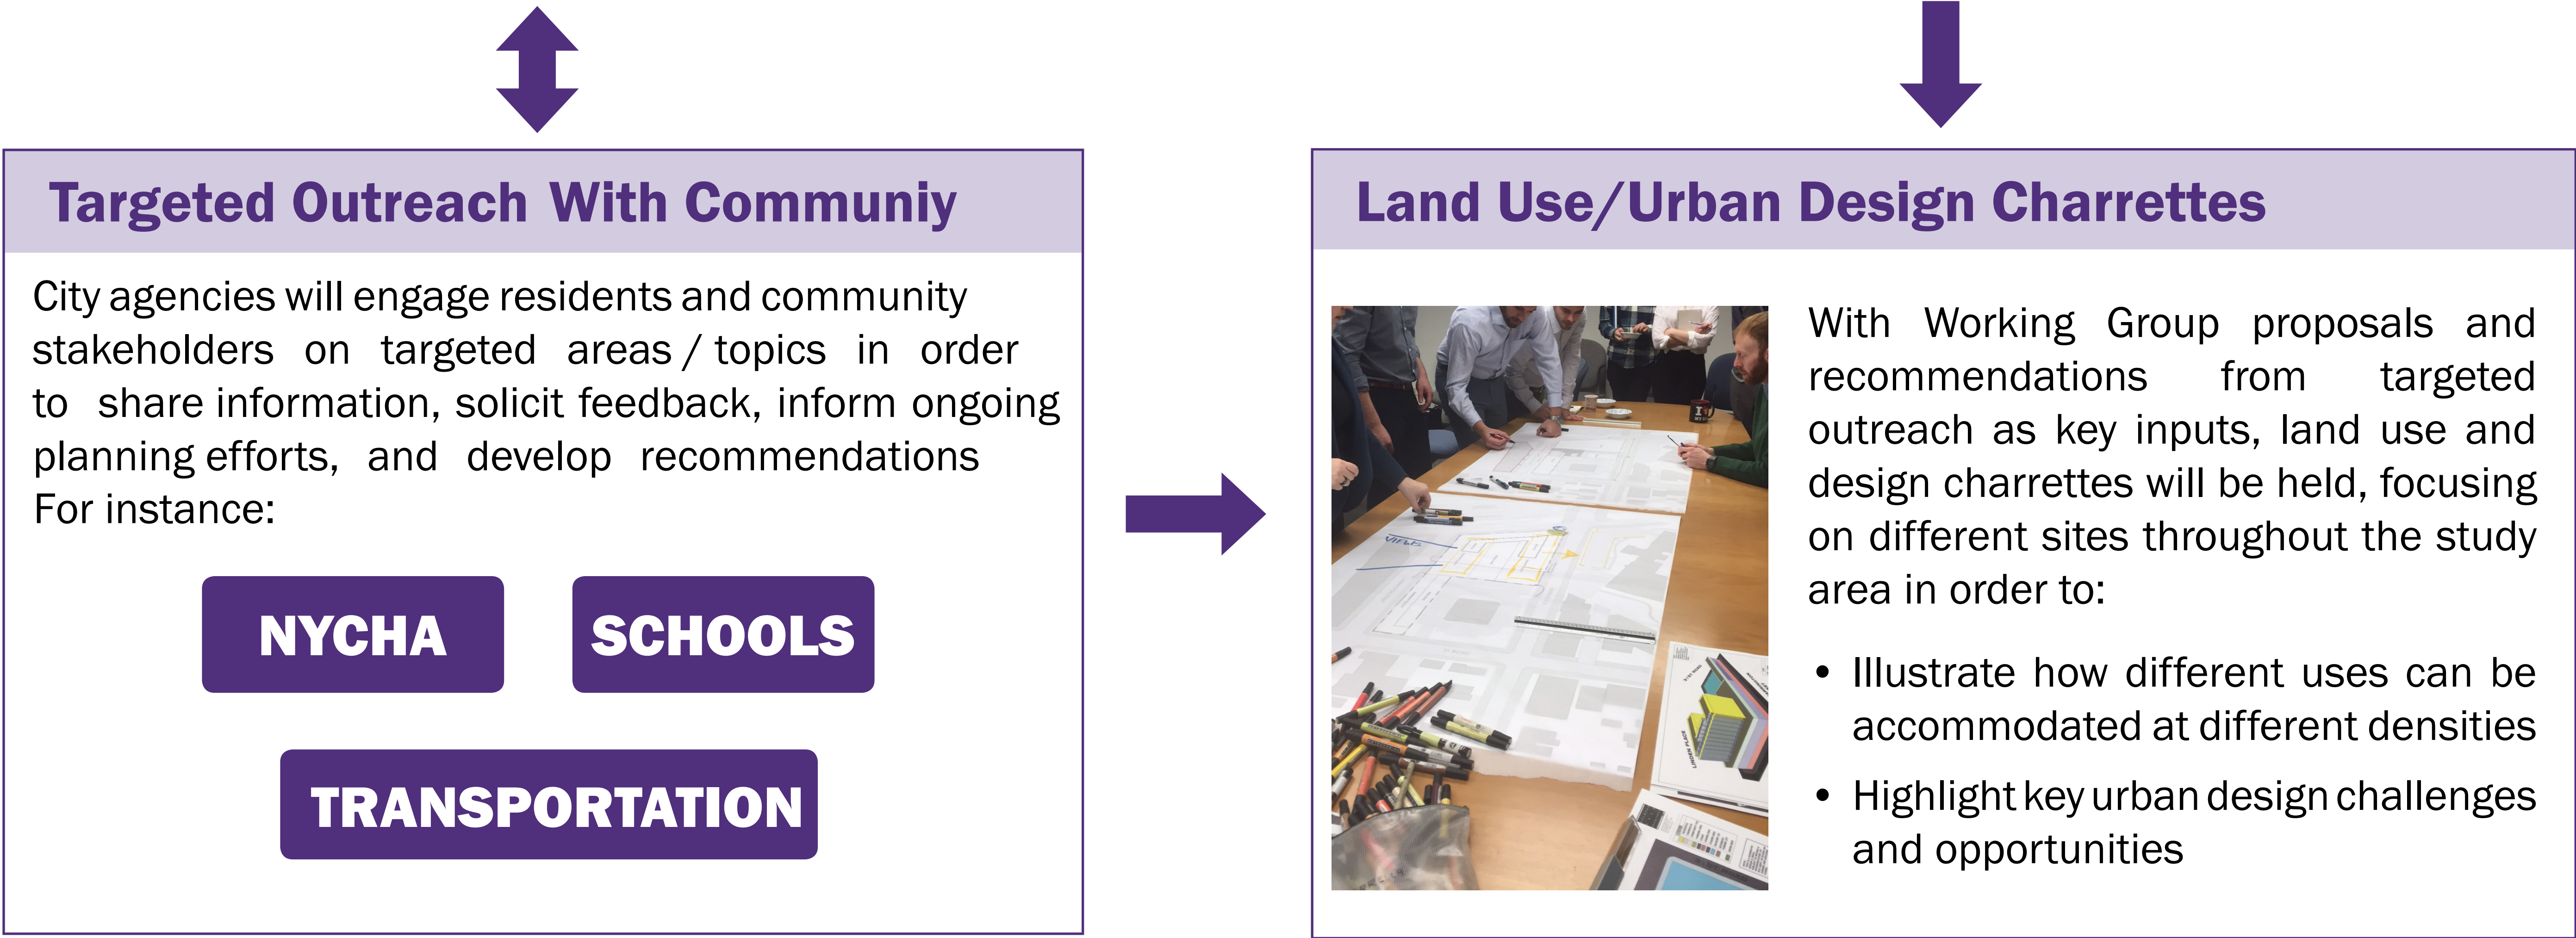 Targeted Outreach With Communiy
City agencies will engage residents and community
stakeholders on targeted areas / topics in order
to share information, solicit feedback, inform ongoing
planning efforts, and develop recommendations
For instance:
NYCHA
SCHOOLS
TRANSPORTATION
Land Use/Urban Design Charrettes
VIEWS
LINDEN PLACE
With Working Group proposals and
recommendations from targeted
outreach as key inputs, land use and
design charrettes will be held, focusing
on different sites throughout the study
area in order to:
• Illustrate how different uses can be
accommodated at different densities
• Highlight key urban design challenges
and opportunities